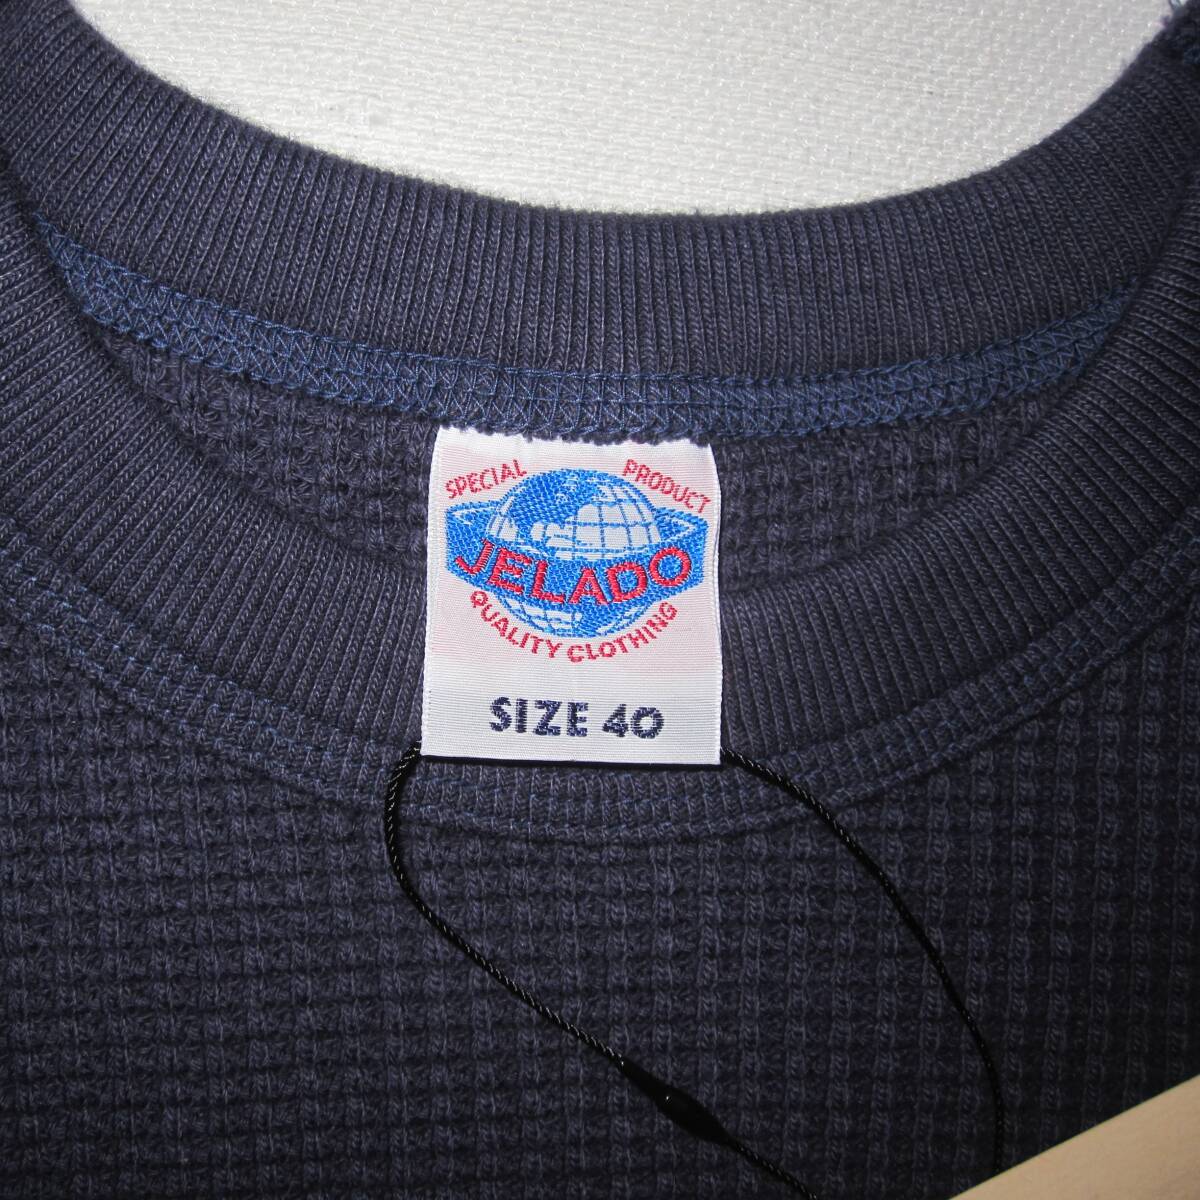 SPECIAL PRODUCT
JELADO
QUALITY CLOTHING
SIZE 40